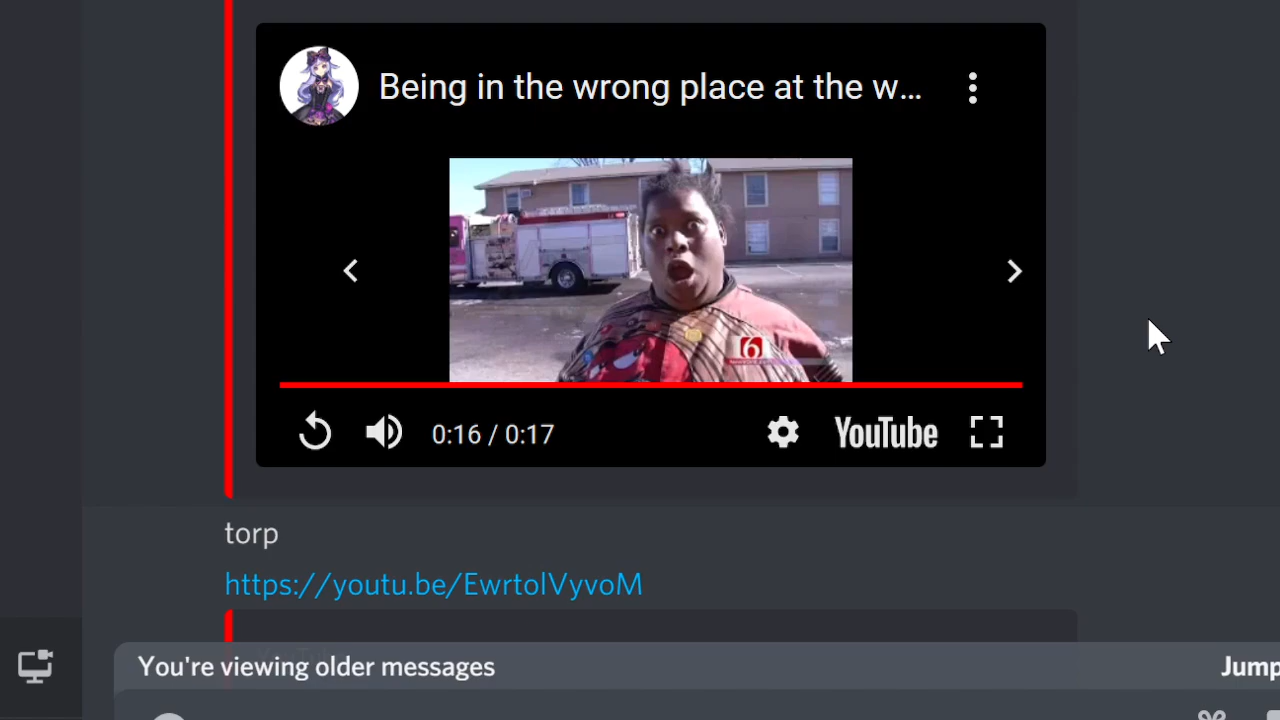 Being in the wrong place at the w...
6
0:16 / 0:17
YouTube
torp
https://youtu.be/EwrtolVyvoM
You're viewing older messages
Jump